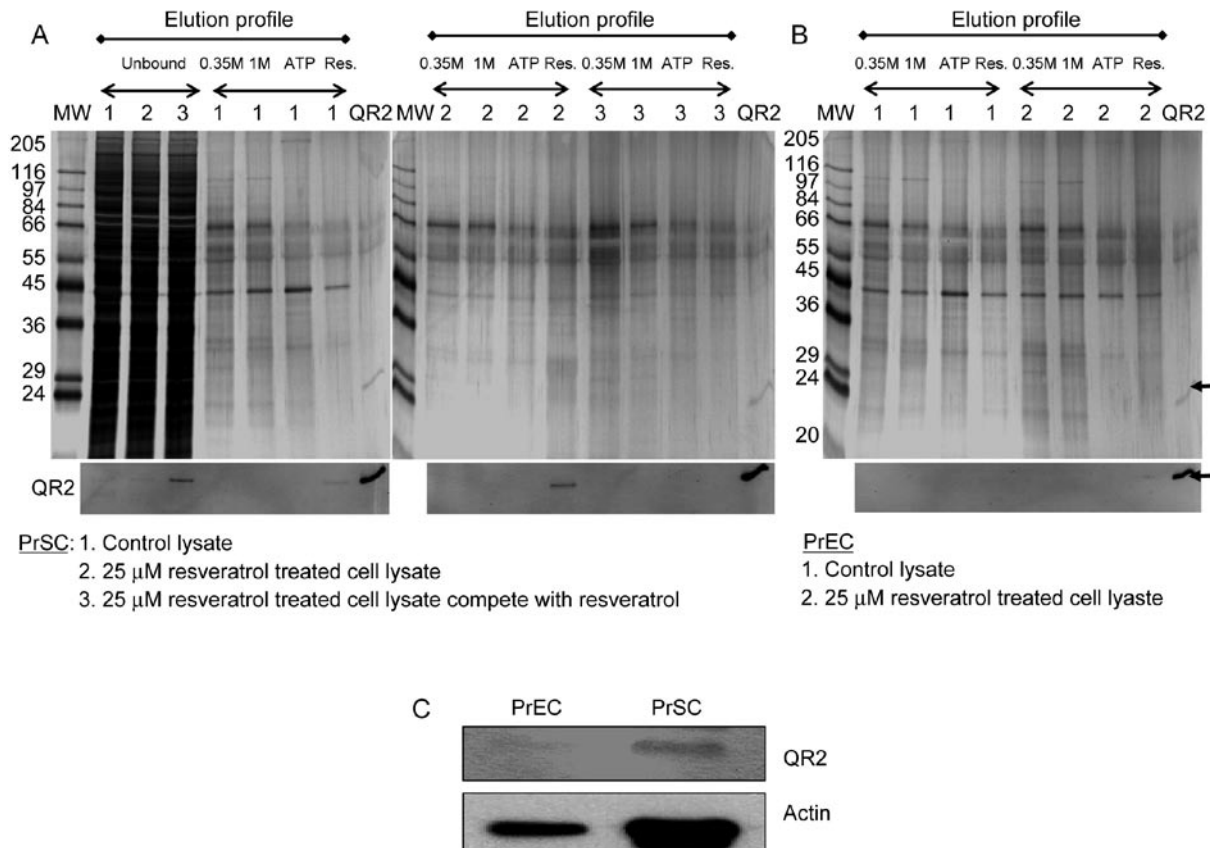 A
Elution profile
Unbound 0.35M 1M ATP Res.
MW 1 2 3 1 1 1 1 QR2
205
116
97
84
66
55
45
36
29
24
QR2
Elution profile
0.35M 1M ATP Res. 0.35M 1M ATP Res.
MW 2 2 2 2 3 3 3 3 QR2
B
Elution profile
0.35M 1M ATP Res. 0.35M 1M ATP Res.
MW 1 1 1 1 2 2 2 2 QR2
205
116
97
84
66
55
45
36
29
24
20
PrSC: 1. Control lysate
2. 25 μM resveratrol treated cell lysate
3. 25 μM resveratrol treated cell lysate compete with resveratrol
PrEC
1. Control lysate
2. 25 μM resveratrol treated cell lyaste
C
PrEC PrSC
QR2
Actin